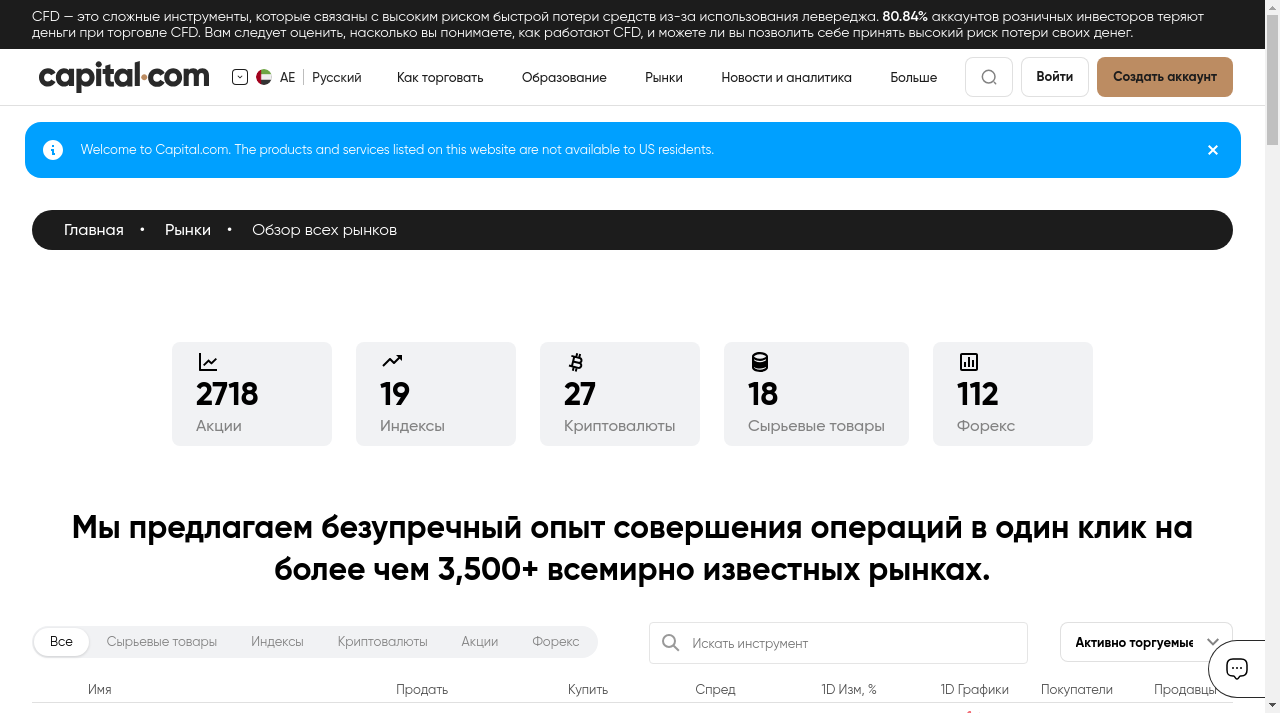 CFD — это сложные инструменты, которые связаны с высоким риском быстрой потери средств из-за использования левереджа. 80.84% аккаунтов розничных инвесторов теряют
деньги при торговле CFD. Вам следует оценить, насколько вы понимаете, как работают CFD, и можете ли вы позволить себе принять высокий риск потери своих денег.
capital.com AE Русский Как торговать Образование Рынки Новости и аналитика Больше Войти Создать аккаунт
Welcome to Capital.com. The products and services listed on this website are not available to US residents.
Главная • Рынки • Обзор всех рынков
2718 19 27 18 112
Акции Индексы Криптовалюты Сырьевые товары Форекс
Мы предлагаем безупречный опыт совершения операций в один клик на
более чем 3,500+ всемирно известных рынках.
Все Сырьевые товары Индексы Криптовалюты Акции Форекс Искать инструмент Активно торгуемые
Имя Продать Купить Спред 1D Изм, % 1D Графики Покупатели Продавцы